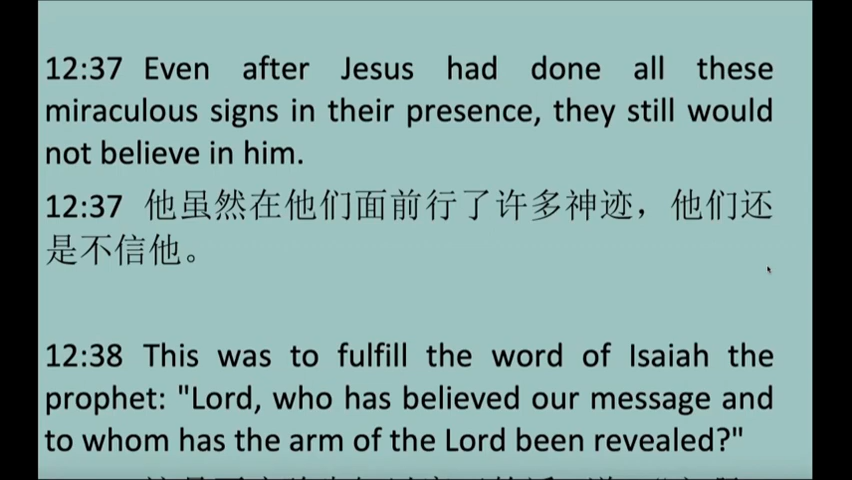 12:37 Even after Jesus had done all these
miraculous signs in their presence, they still would
not believe in him.
12:37 他虽然在他们面前行了许多神迹，他们还
是不信他。
12:38 This was to fulfill the word of Isaiah the
prophet: "Lord, who has believed our message and
to whom has the arm of the Lord been revealed?"